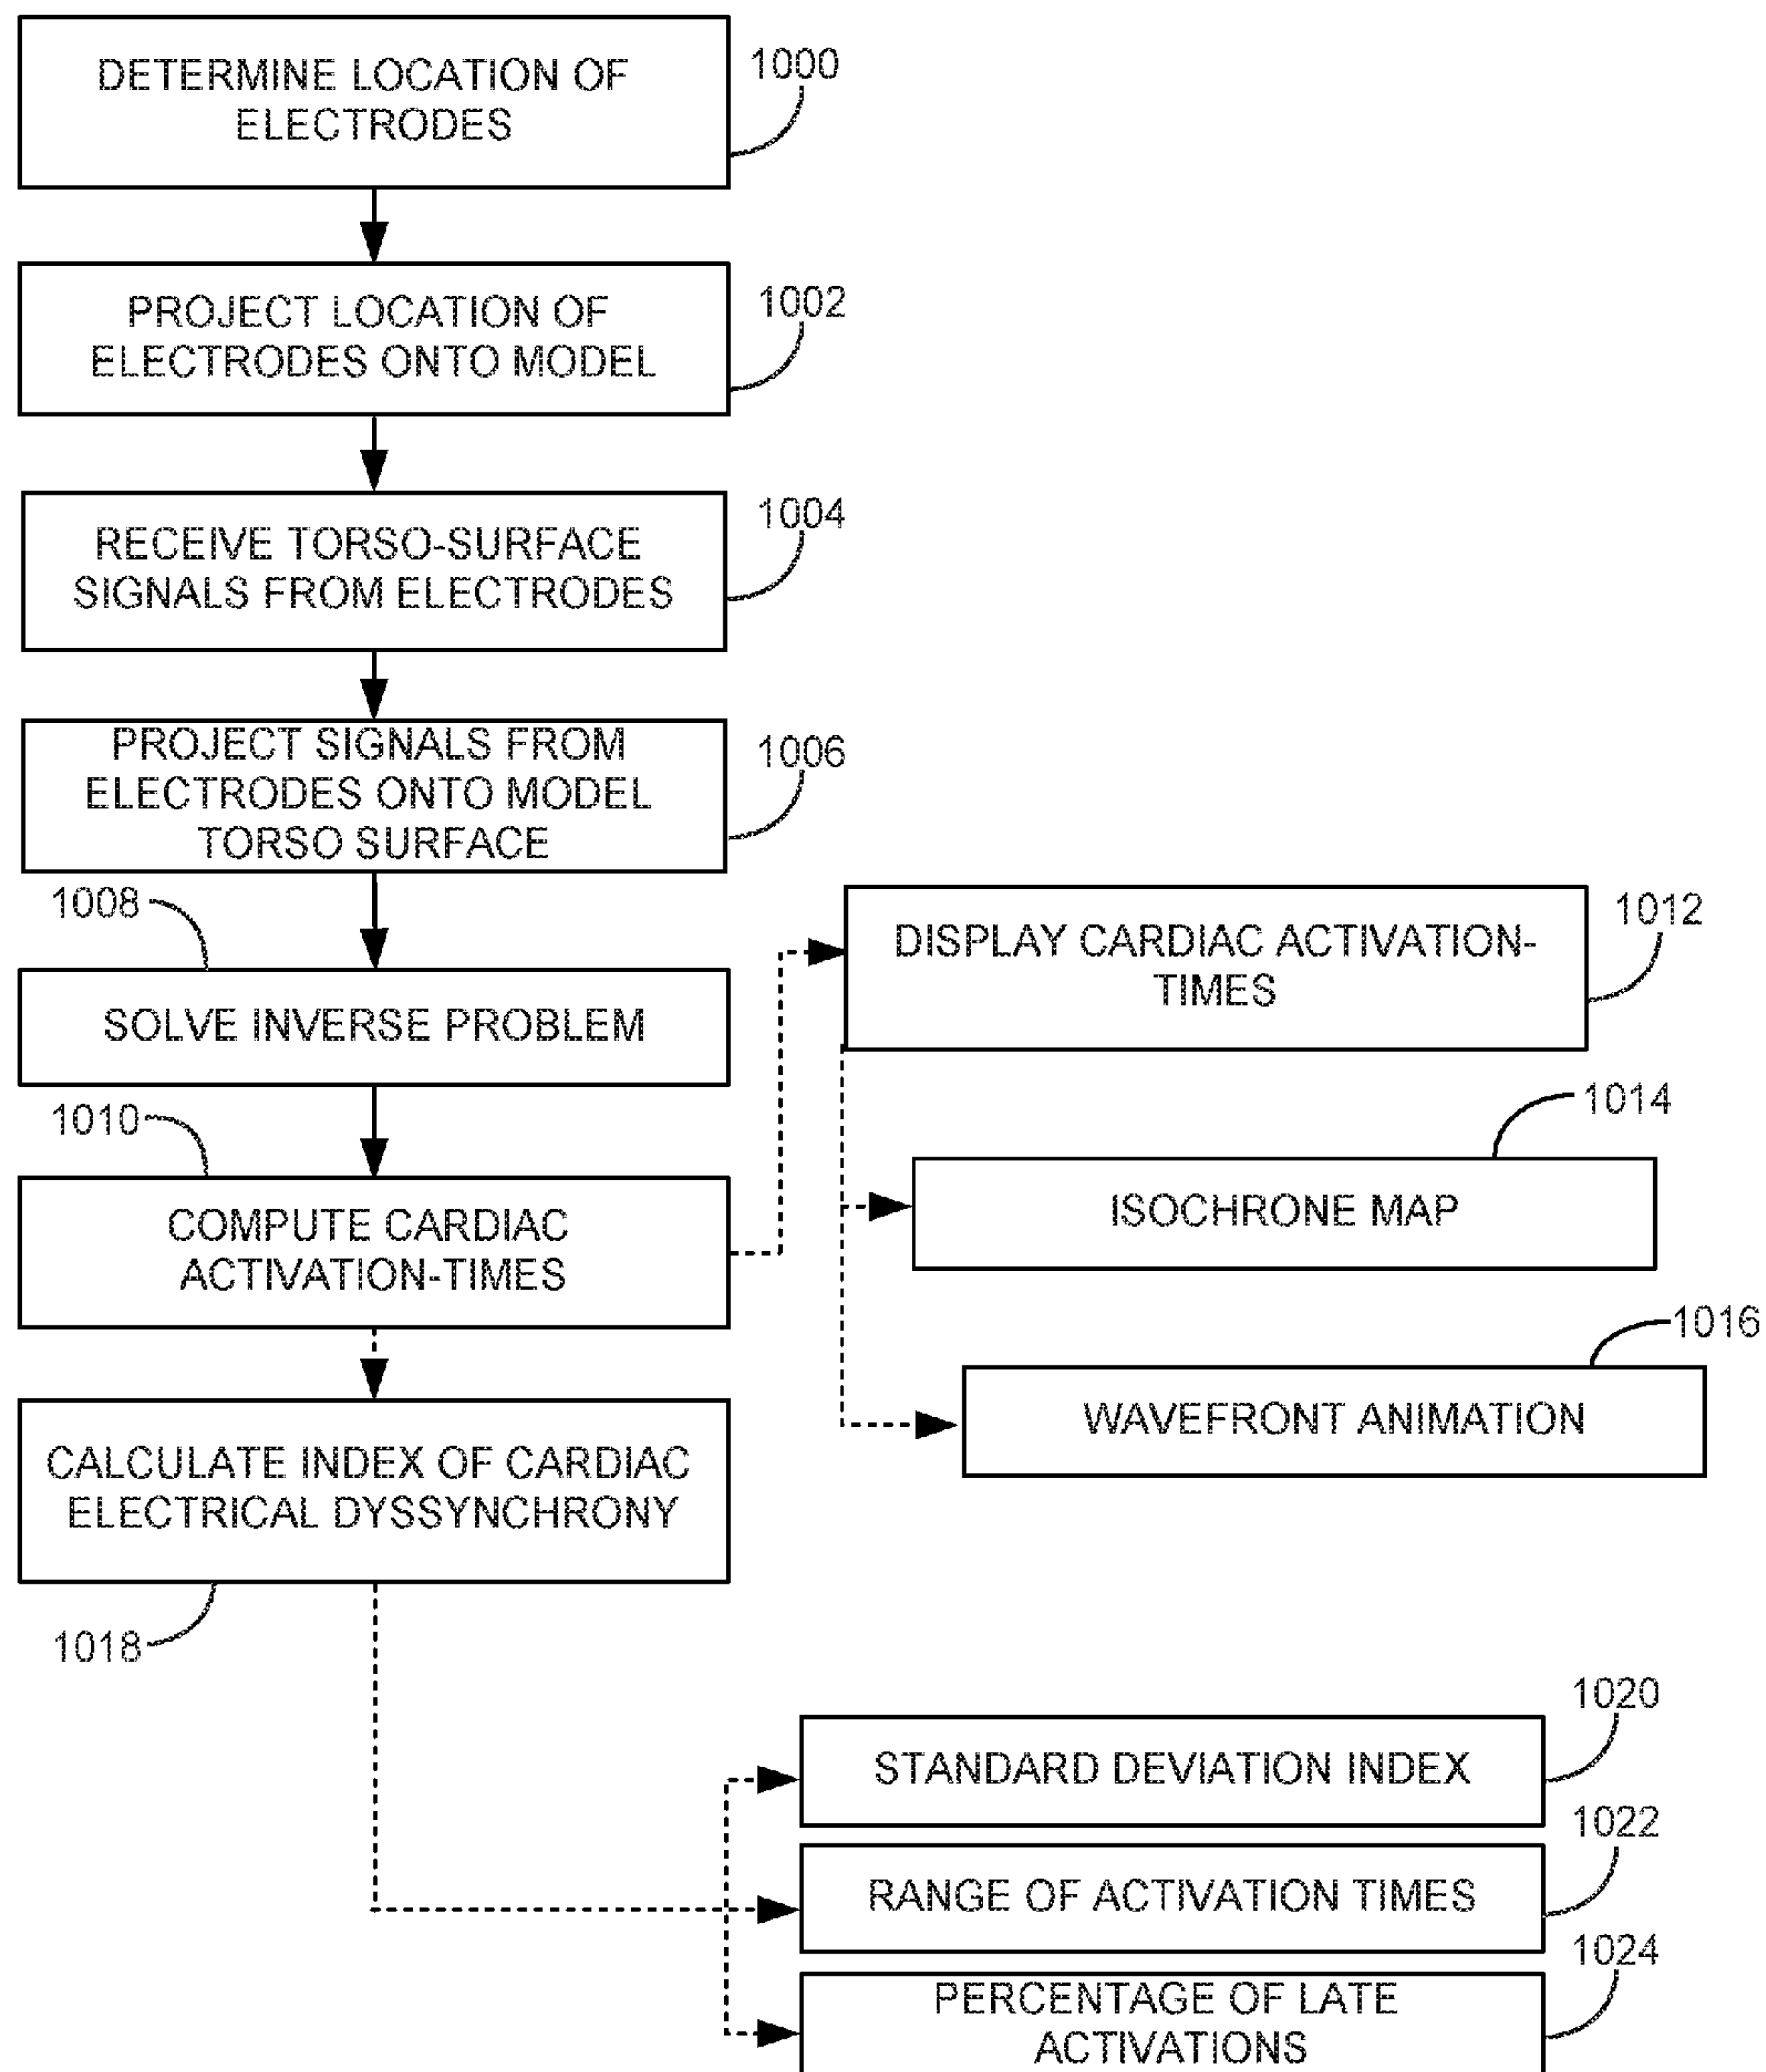 DETERMINE LOCATION OF
ELECTRODES
1000
PROJECT LOCATION OF
ELECTRODES ONTO MODEL
1002
RECEIVE TORSO-SURFACE
SIGNALS FROM ELECTRODES
1004
PROJECT SIGNALS FROM
ELECTRODES ONTO MODEL
TORSO SURFACE
1006
1008
SOLVE INVERSE PROBLEM
1010
COMPUTE CARDIAC
ACTIVATION-TIMES
DISPLAY CARDIAC ACTIVATION-
TIMES
1012
1014
ISOCHRONE MAP
1016
WAVEFRONT ANIMATION
CALCULATE INDEX OF CARDIAC
ELECTRICAL DYSSYNCHRONY
1018
1020
STANDARD DEVIATION INDEX
1022
RANGE OF ACTIVATION TIMES
1024
PERCENTAGE OF LATE
ACTIVATIONS